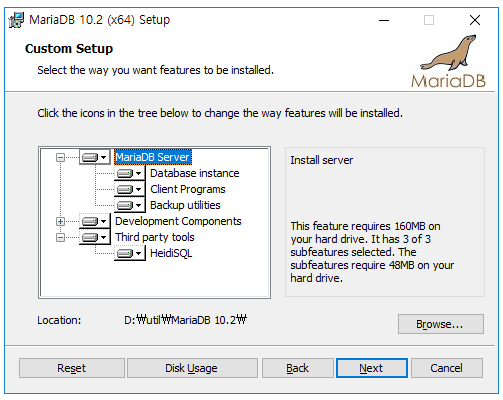 MariaDB 10.2 (x64) Setup
Custom Setup
Select the way you want features to be installed.
MariaDB
Click the icons in the tree below to change the way features will be installed.
MariaDB Server
Database instance
Client Programs
Backup utilities
Development Components
Third party tools
HeidiSQL
Install server
This feature requires 160MB on
your hard drive. It has 3 of 3
subfeatures selected. The
subfeatures require 48MB on your
hard drive.
Location: D:₩util₩MariaDB 10.2₩
Browse...
Reset Disk Usage Back Next Cancel